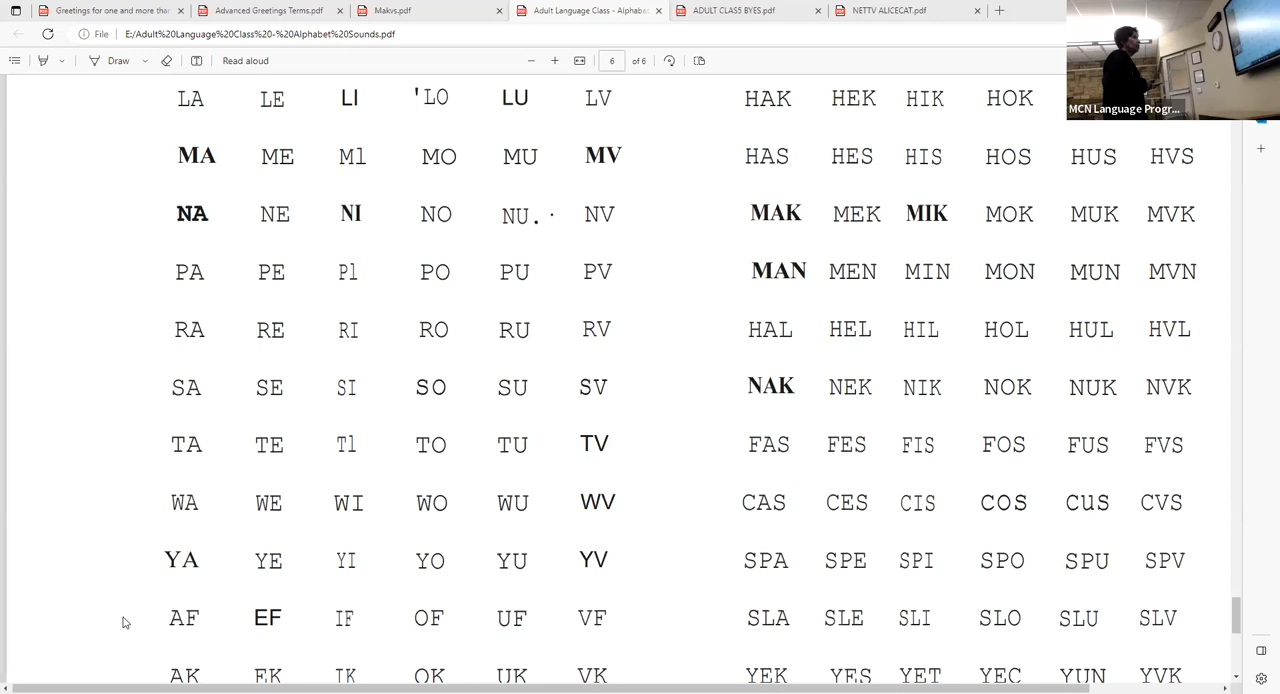 Greetings for one and more than
Advanced Greetings Terms.pdf
Makvs.pdf
Adult Language Class - Alphabet
ADULT CLAS5 BYES.pdf
NETTV ALICECAT.pdf
File E:/Adult%20Language%20Class%20-%20Alphabet%20Sounds.pdf
Draw Read aloud 6 of 6
MCN Language Progr...
LA LE LI 'LO LU LV HAK HEK HIK HOK
MA ME Ml MO MU MV HAS HES HIS HOS HUS HVS
NA NE NI NO NU. · NV MAK MEK MIK MOK MUK MVK
PA PE Pl PO PU PV MAN MEN MIN MON MUN MVN
RA RE RI RO RU RV HAL HEL HIL HOL HUL HVL
SA SE SI SO SU SV NAK NEK NIK NOK NUK NVK
TA TE Tl TO TU TV FAS FES FIS FOS FUS FVS
WA WE WI WO WU WV CAS CES CIS COS CUS CVS
YA YE YI YO YU YV SPA SPE SPI SPO SPU SPV
AF EF IF OF UF VF SLA SLE SLI SLO SLU SLV
AK EK IK OK UK VK YEK YES YET YEC YUN YVK